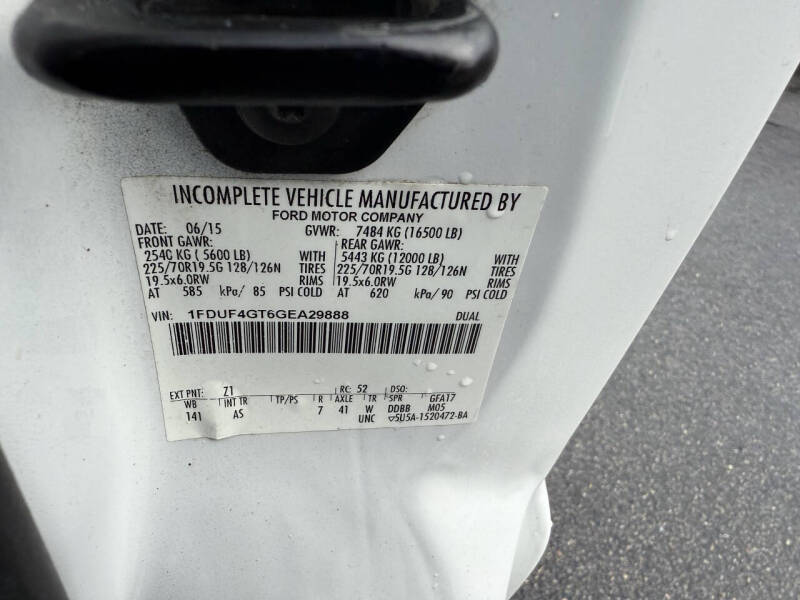 INCOMPLETE VEHICLE MANUFACTURED BY
FORD MOTOR COMPANY
DATE: 06/15 GVWR: 7484 KG (16500 LB)
FRONT GAWR: REAR GAWR:
2540 KG ( 5600 LB) WITH 5443 KG (12000 LB) WITH
225/70R19.5G 128/126N TIRES 225/70R19.5G 128/126N TIRES
19.5x6.0RW RIMS 19.5x6.0RW RIMS
AT 585 kPa/ 85 PSI COLD AT 620 kPa/ 90 PSI COLD
VIN: 1FDUF4GT6GEA29888 DUAL
EXT PNT: Z1 RC: 52 DSO:
WB INT TR TP/PS R AXLE TR SPR GFA17
141 AS 7 41 W DDBB M05
UNC ▽5U5A-1520472-BA